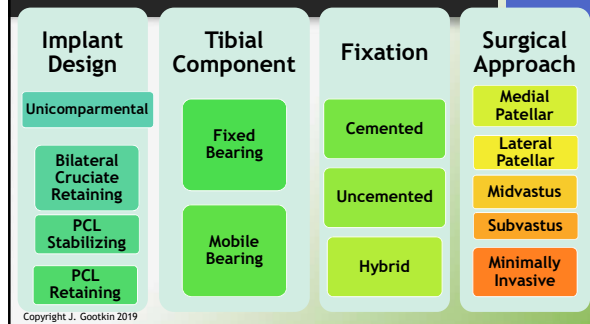 Implant
Design
Unicomparmental
Bilateral
Cruciate
Retaining
PCL
Stabilizing
PCL
Retaining
Tibial
Component
Fixed
Bearing
Mobile
Bearing
Fixation
Cemented
Uncemented
Hybrid
Surgical
Approach
Medial
Patellar
Lateral
Patellar
Midvastus
Subvastus
Minimally
Invasive
Copyright J. Gootkin 2019